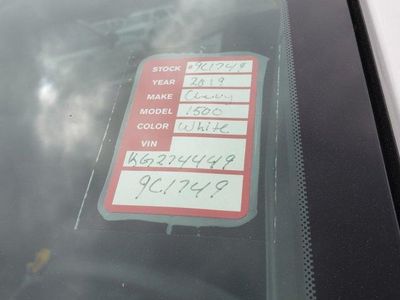 STOCK #9C1749
YEAR 2019
MAKE Chevy
MODEL 1500
COLOR White
VIN
KG274449
9C1749